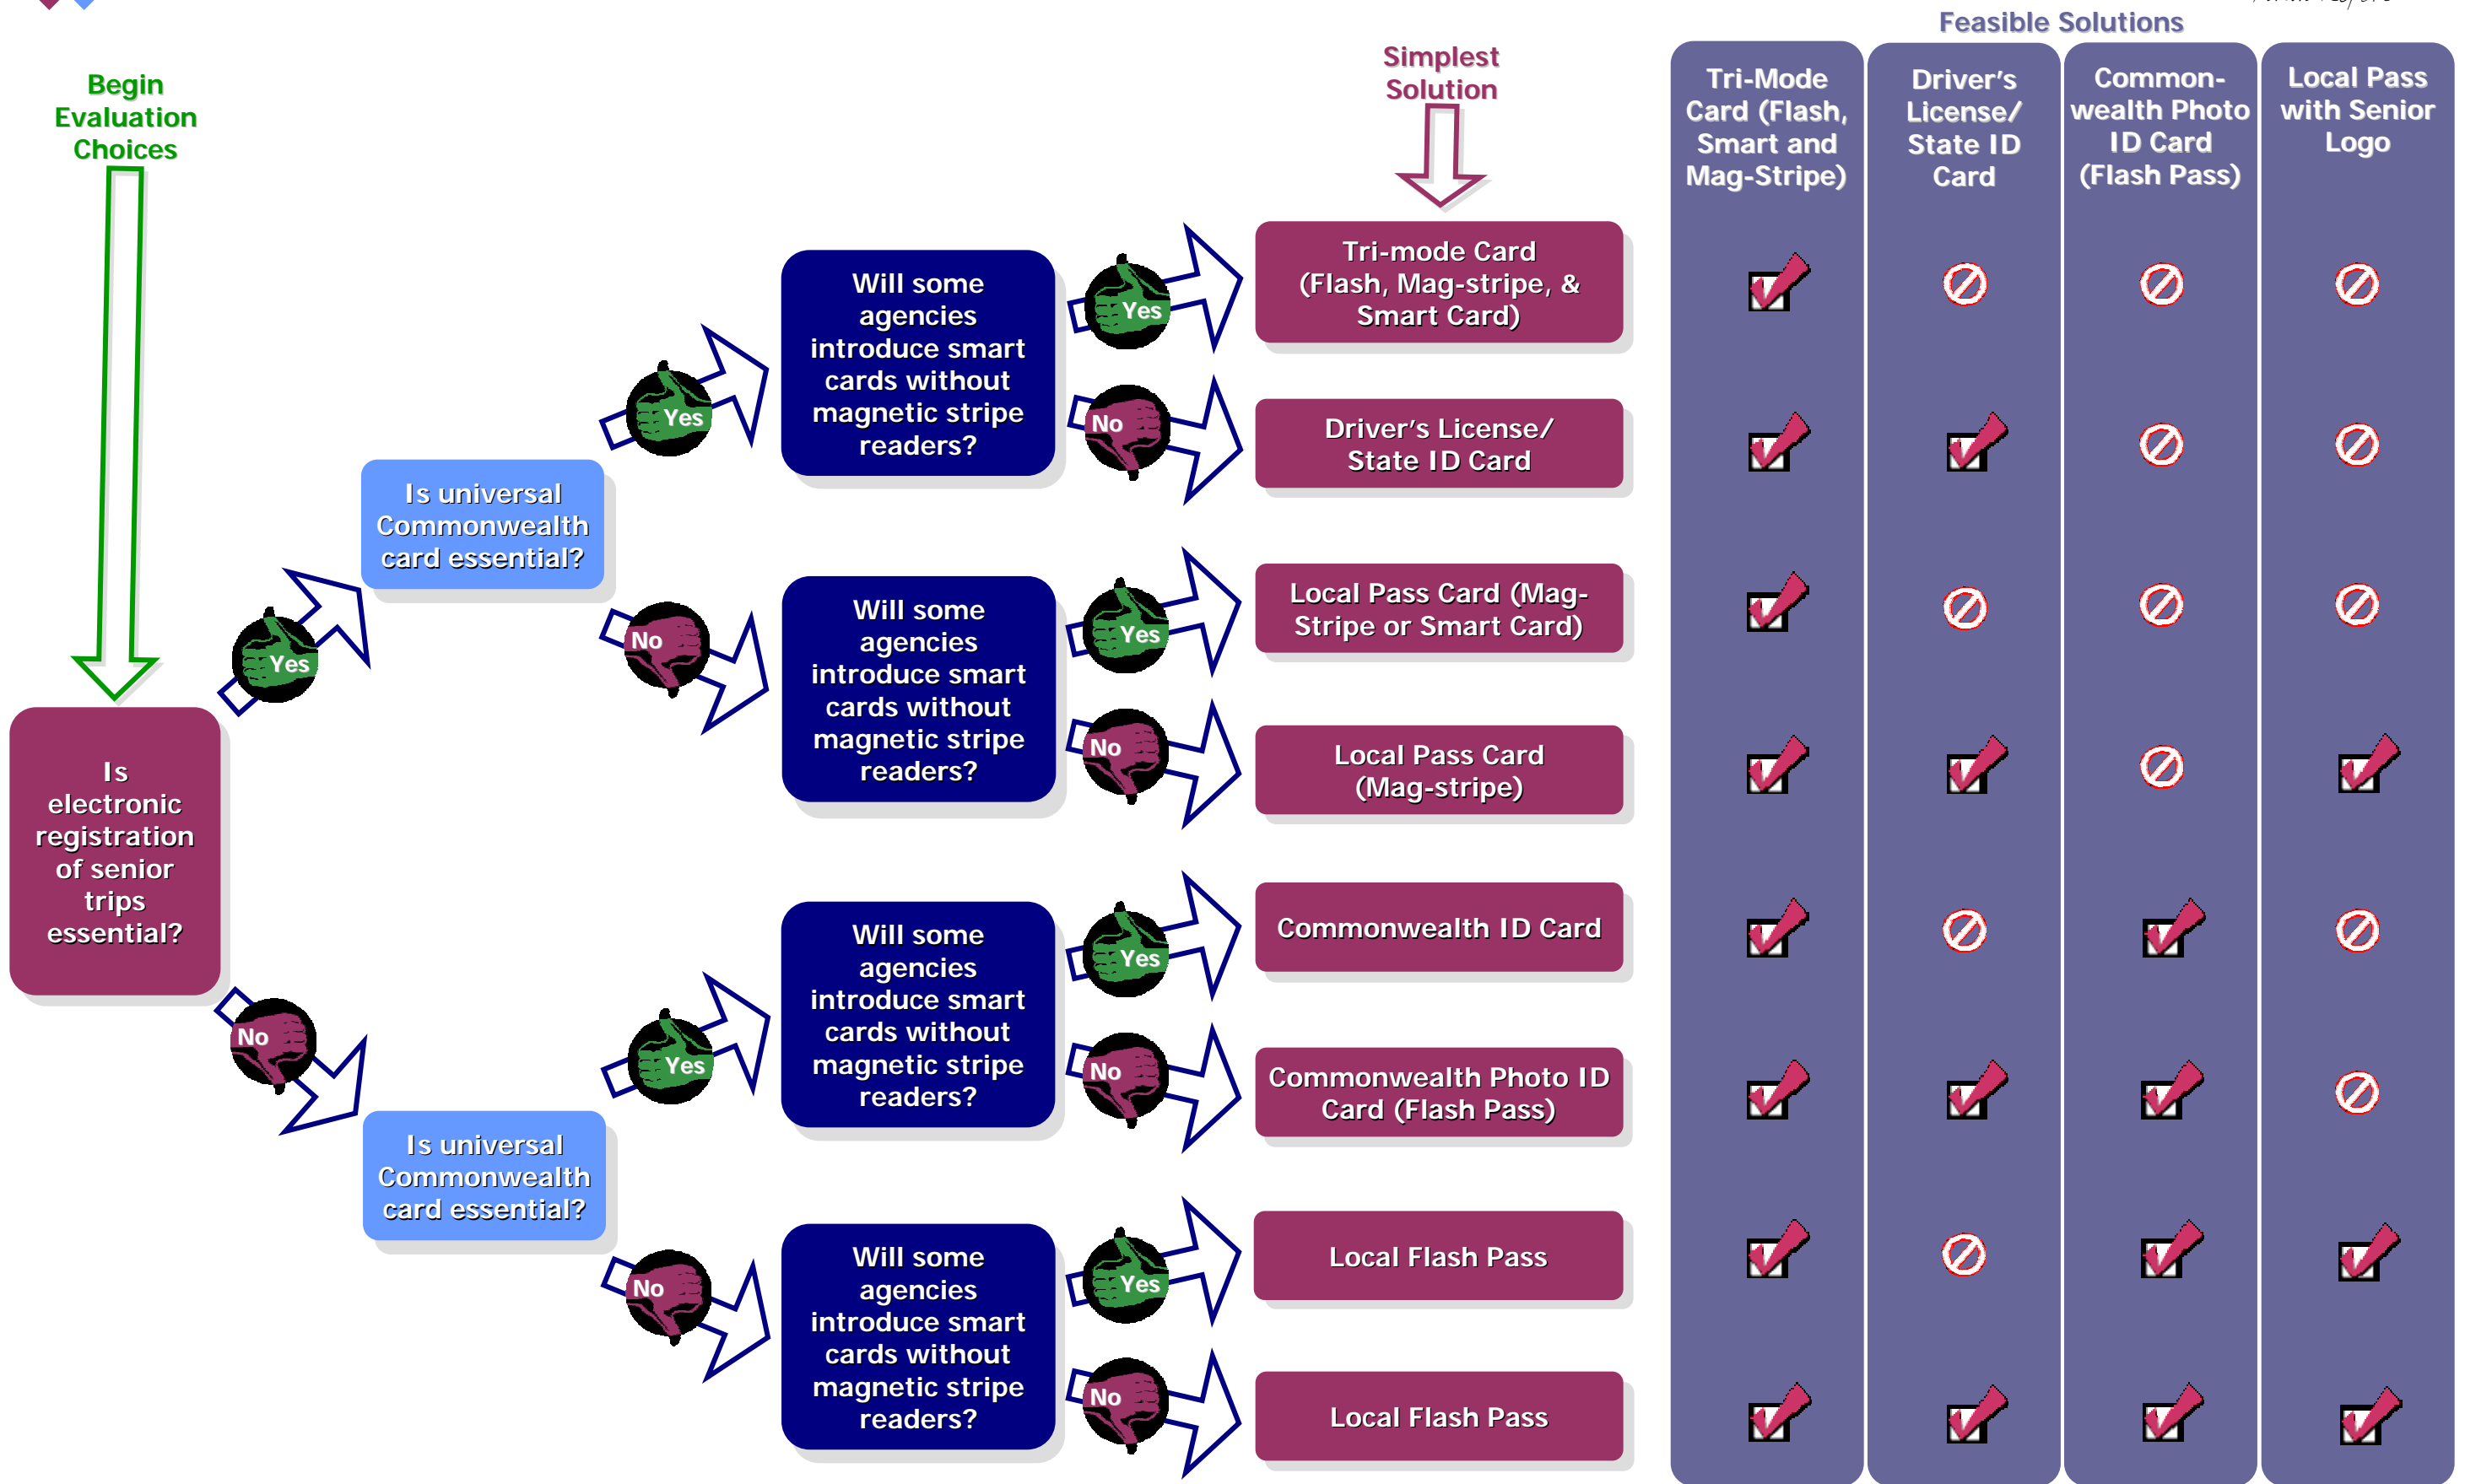 Feasible Solutions
Begin
Evaluation
Choices
Simplest
Solution
Tri-Mode
Card (Flash,
Smart and
Mag-Stripe)
Driver's
License/
State ID
Card
Common-
wealth Photo
ID Card
(Flash Pass)
Local Pass
with Senior
Logo
Is
electronic
registration
of senior
trips
essential?
Yes
No
Is universal
Commonwealth
card essential?
Yes
No
Is universal
Commonwealth
card essential?
Yes
No
Will some
agencies
introduce smart
cards without
magnetic stripe
readers?
Yes
No
Will some
agencies
introduce smart
cards without
magnetic stripe
readers?
Yes
No
Will some
agencies
introduce smart
cards without
magnetic stripe
readers?
Yes
No
Will some
agencies
introduce smart
cards without
magnetic stripe
readers?
Yes
No
Tri-mode Card
(Flash, Mag-stripe, &
Smart Card)
Driver's License/
State ID Card
Local Pass Card (Mag-
Stripe or Smart Card)
Local Pass Card
(Mag-stripe)
Commonwealth ID Card
Commonwealth Photo ID
Card (Flash Pass)
Local Flash Pass
Local Flash Pass